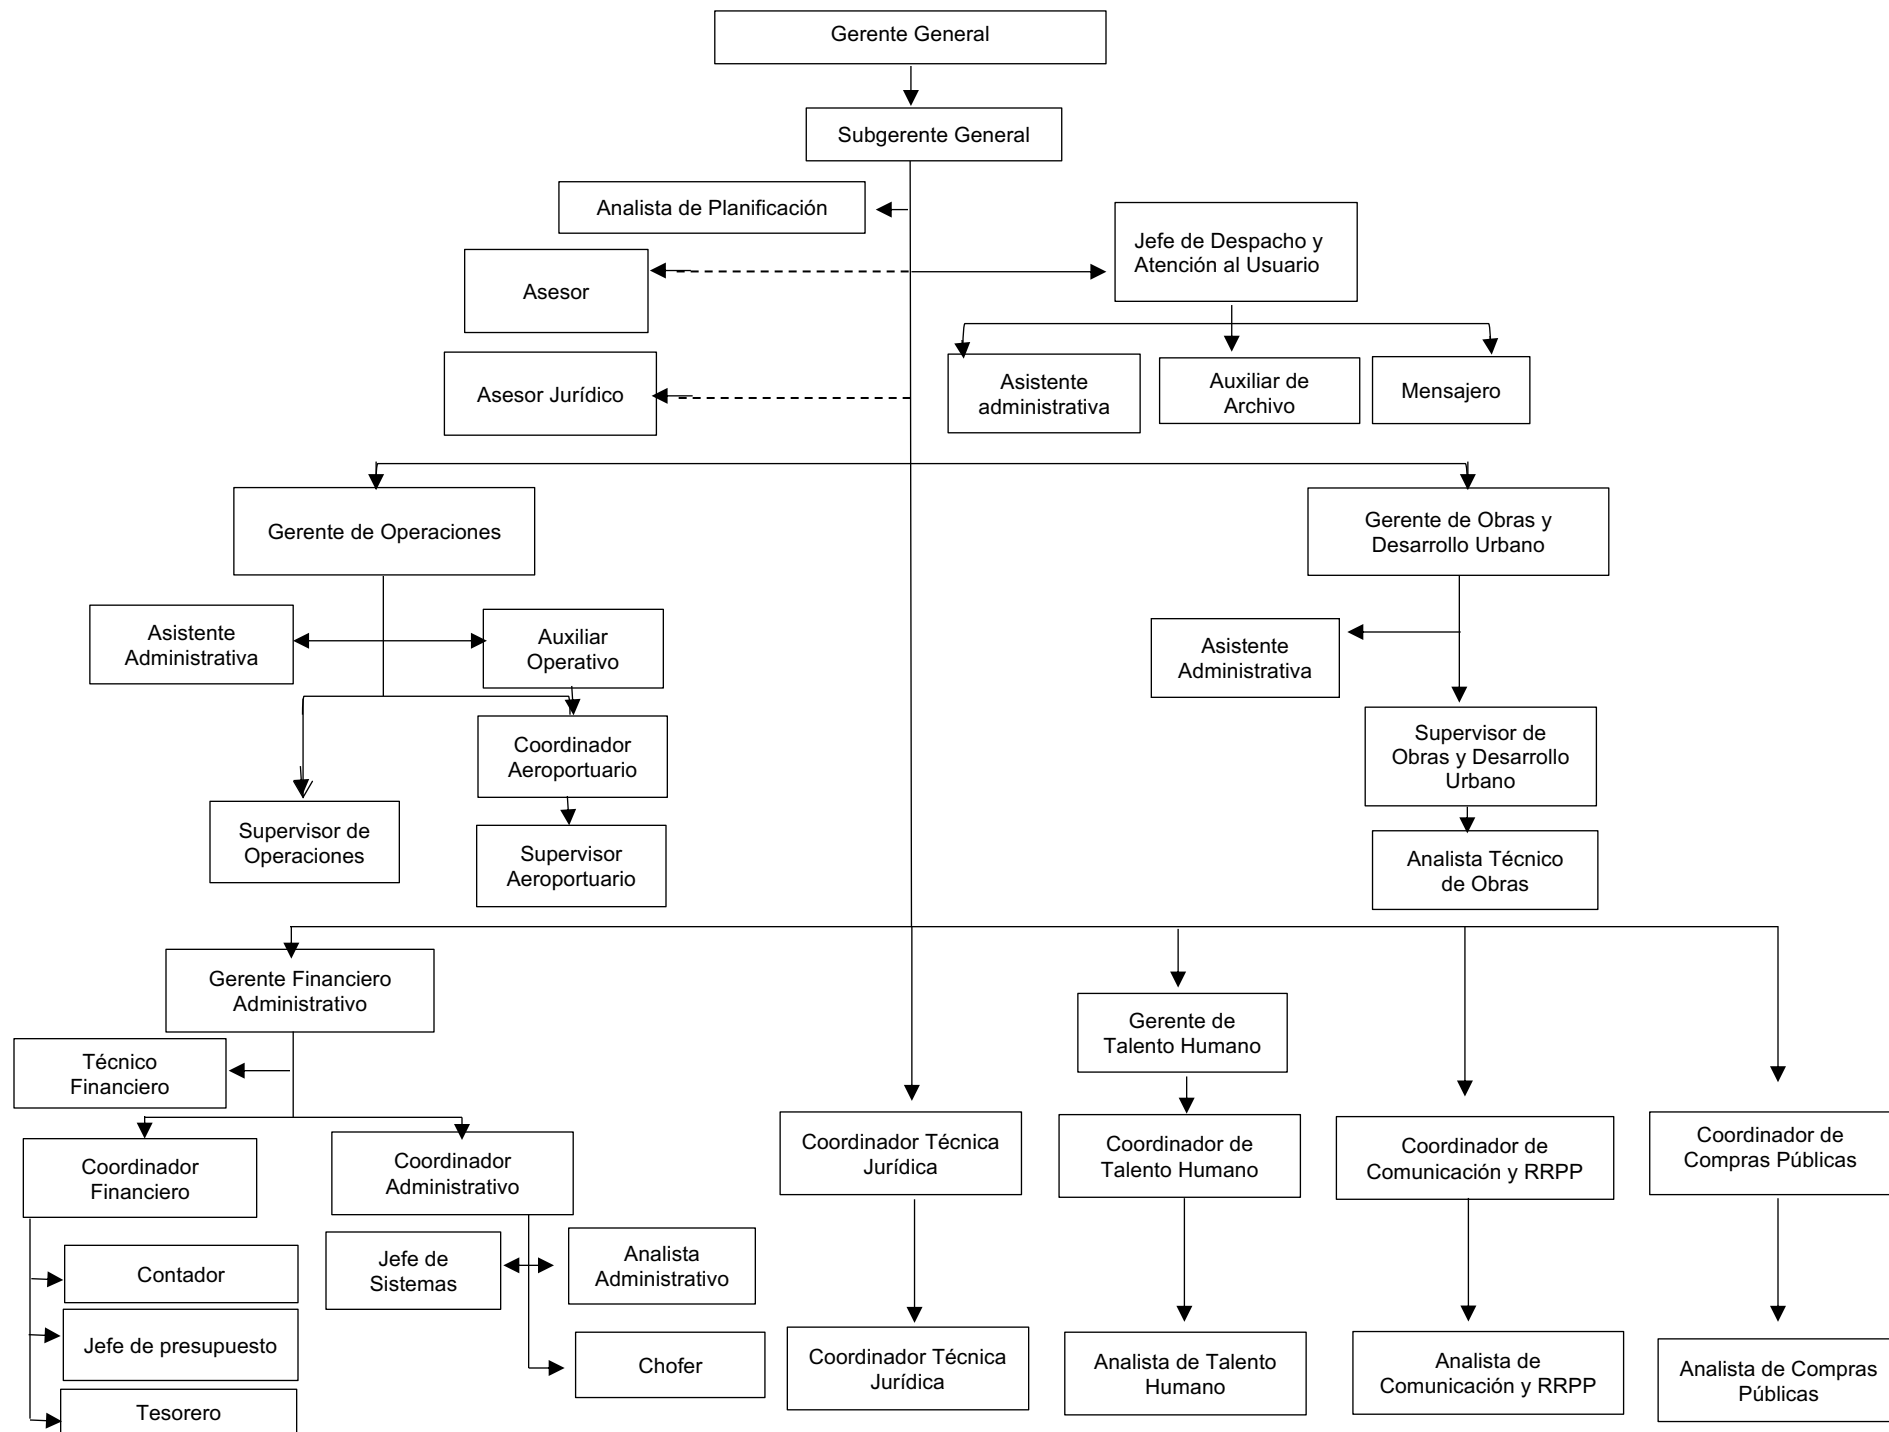 Gerente General
Subgerente General
Analista de Planificación
Jefe de Despacho y
Atención al Usuario
Asesor
Asesor Jurídico
Asistente
administrativa
Auxiliar de
Archivo
Mensajero
Gerente de Operaciones
Gerente de Obras y
Desarrollo Urbano
Asistente
Administrativa
Auxiliar
Operativo
Asistente
Administrativa
Coordinador
Aeroportuario
Supervisor de
Obras y Desarrollo
Urbano
Supervisor de
Operaciones
Supervisor
Aeroportuario
Analista Técnico
de Obras
Gerente Financiero
Administrativo
Gerente de
Talento Humano
Técnico
Financiero
Coordinador
Financiero
Coordinador
Administrativo
Coordinador Técnica
Jurídica
Coordinador de
Talento Humano
Coordinador de
Comunicación y RRPP
Coordinador de
Compras Públicas
Contador
Jefe de
Sistemas
Analista
Administrativo
Jefe de presupuesto
Chofer
Coordinador Técnica
Jurídica
Analista de Talento
Humano
Analista de
Comunicación y RRPP
Analista de Compras
Públicas
Tesorero